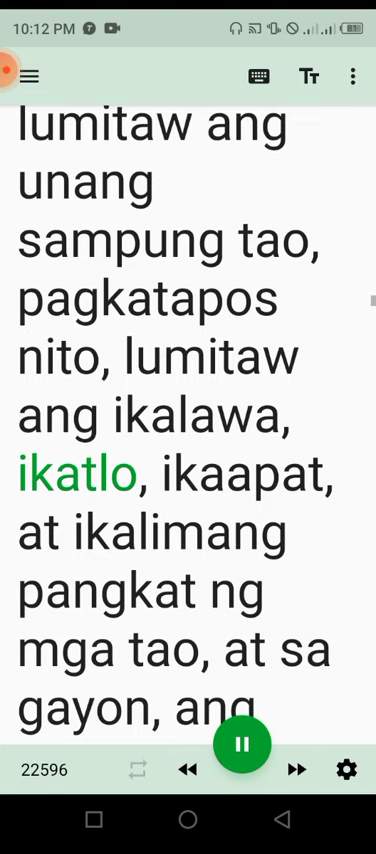 10:12 PM
81
lumitaw ang
unang
sampung tao,
pagkatapos
nito, lumitaw
ang ikalawa,
ikatlo, ikaapat,
at ikalimang
pangkat ng
mga tao, at sa
gayon, ang
22596